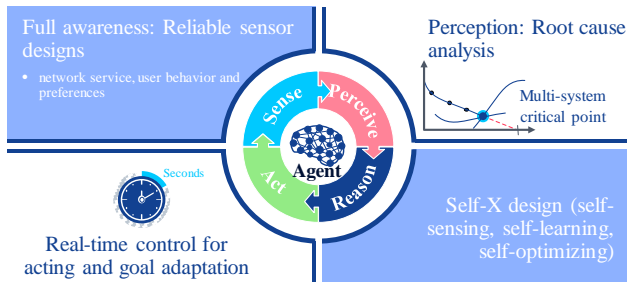 Full awareness: Reliable sensor
designs
• network service, user behavior and
preferences
Perception: Root cause
analysis
Multi-system
critical point
Sense
Perceive
Agent
Act
Reason
Seconds
Real-time control for
acting and goal adaptation
Self-X design (self-
sensing, self-learning,
self-optimizing)